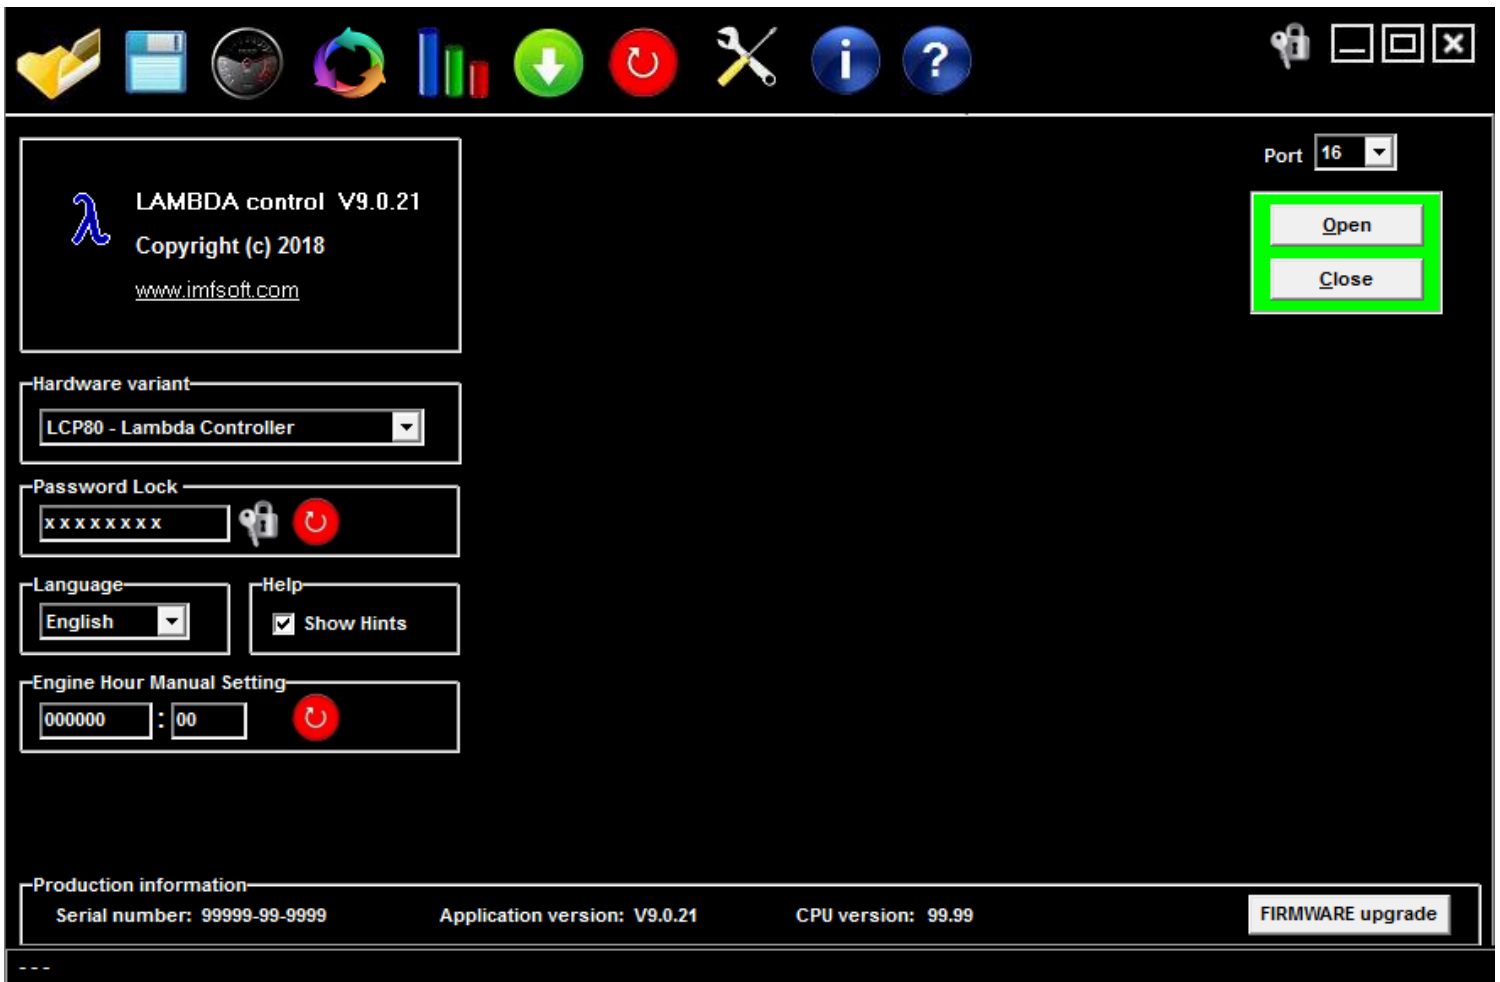 Port 16
LAMBDA control V9.0.21
Copyright (c) 2018
www.imfsoft.com
Open
Close
Hardware variant
LCP80 - Lambda Controller
Password Lock
x x x x x x x x
Language
English
Help
Show Hints
Engine Hour Manual Setting
000000 : 00
Production information
Serial number: 99999-99-9999 Application version: V9.0.21 CPU version: 99.99 FIRMWARE upgrade
- - -